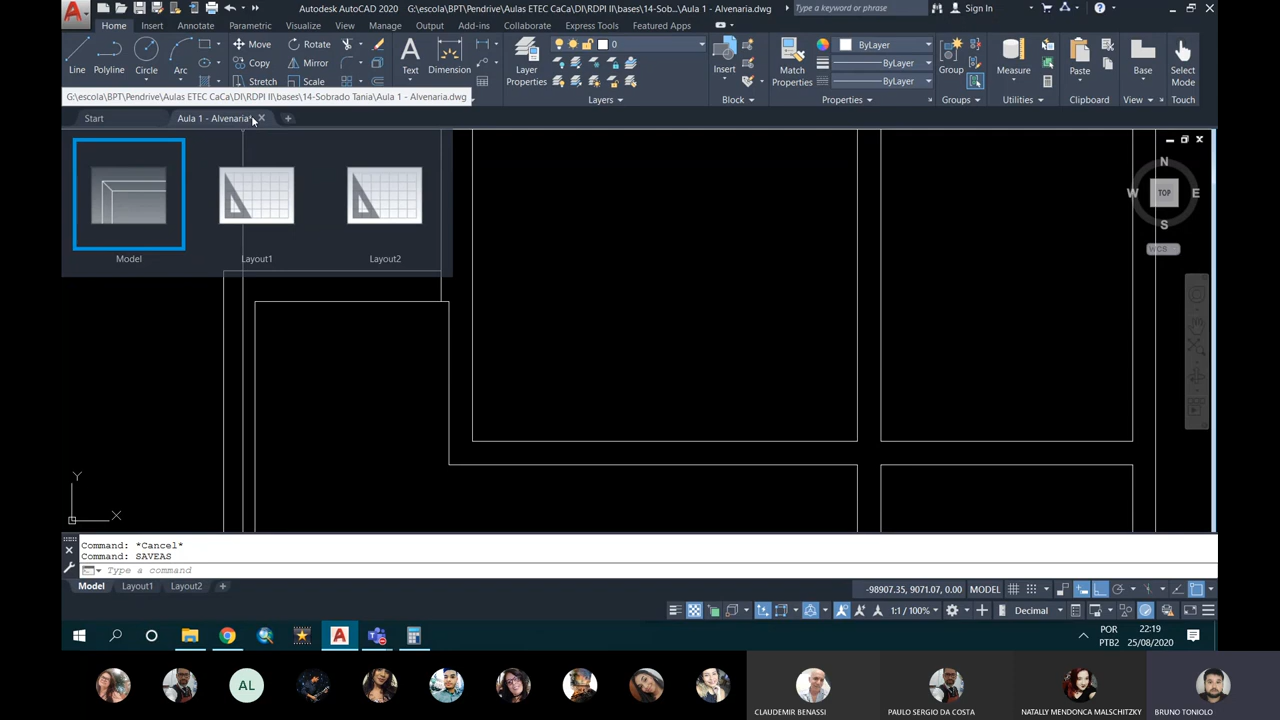 Autodesk AutoCAD 2020 G:\escola\BPT\Pendrive\Aulas ETEC CaCa\DI\RDPI II\bases\14-Sob...\Aula 1 - Alvenaria.dwg
Type a keyword or phrase
Sign In
Home Insert Annotate Parametric Visualize View Manage Output Add-ins Collaborate Express Tools Featured Apps
Line Polyline Circle Arc
Move Rotate
Copy Mirror
Stretch Scale
Text Dimension
Layer Properties
0
Layers
Insert
Block
Match Properties
ByLayer
ByLayer
ByLayer
Properties
Group
Groups
Measure
Utilities
Paste
Clipboard
Base
View
Select Mode
Touch
G:\escola\BPT\Pendrive\Aulas ETEC CaCa\DI\RDPI II\bases\14-Sobrado Tania\Aula 1 - Alvenaria.dwg
Start Aula 1 - Alvenaria*
Model Layout1 Layout2
N
W TOP E
S
WCS
Y
X
Command: *Cancel*
Command: SAVEAS
Type a command
Model Layout1 Layout2
-98907.35, 9071.07, 0.00 MODEL
1:1 / 100% Decimal
POR
PTB2
22:19
25/08/2020
AL
CLAUDEMIR BENASSI PAULO SERGIO DA COSTA NATALLY MENDONCA MALSCHITZKY BRUNO TONIOLO